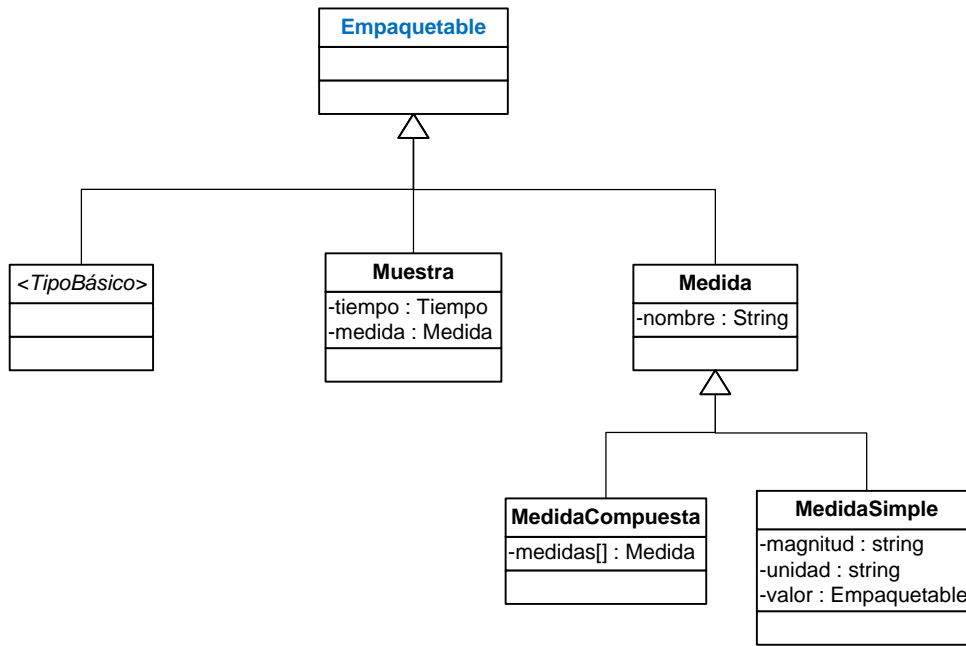 Empaquetable
<TipoBásico>
Muestra
-tiempo : Tiempo
-medida : Medida
Medida
-nombre : String
MedidaCompuesta
-medidas[] : Medida
MedidaSimple
-magnitud : string
-unidad : string
-valor : Empaquetable